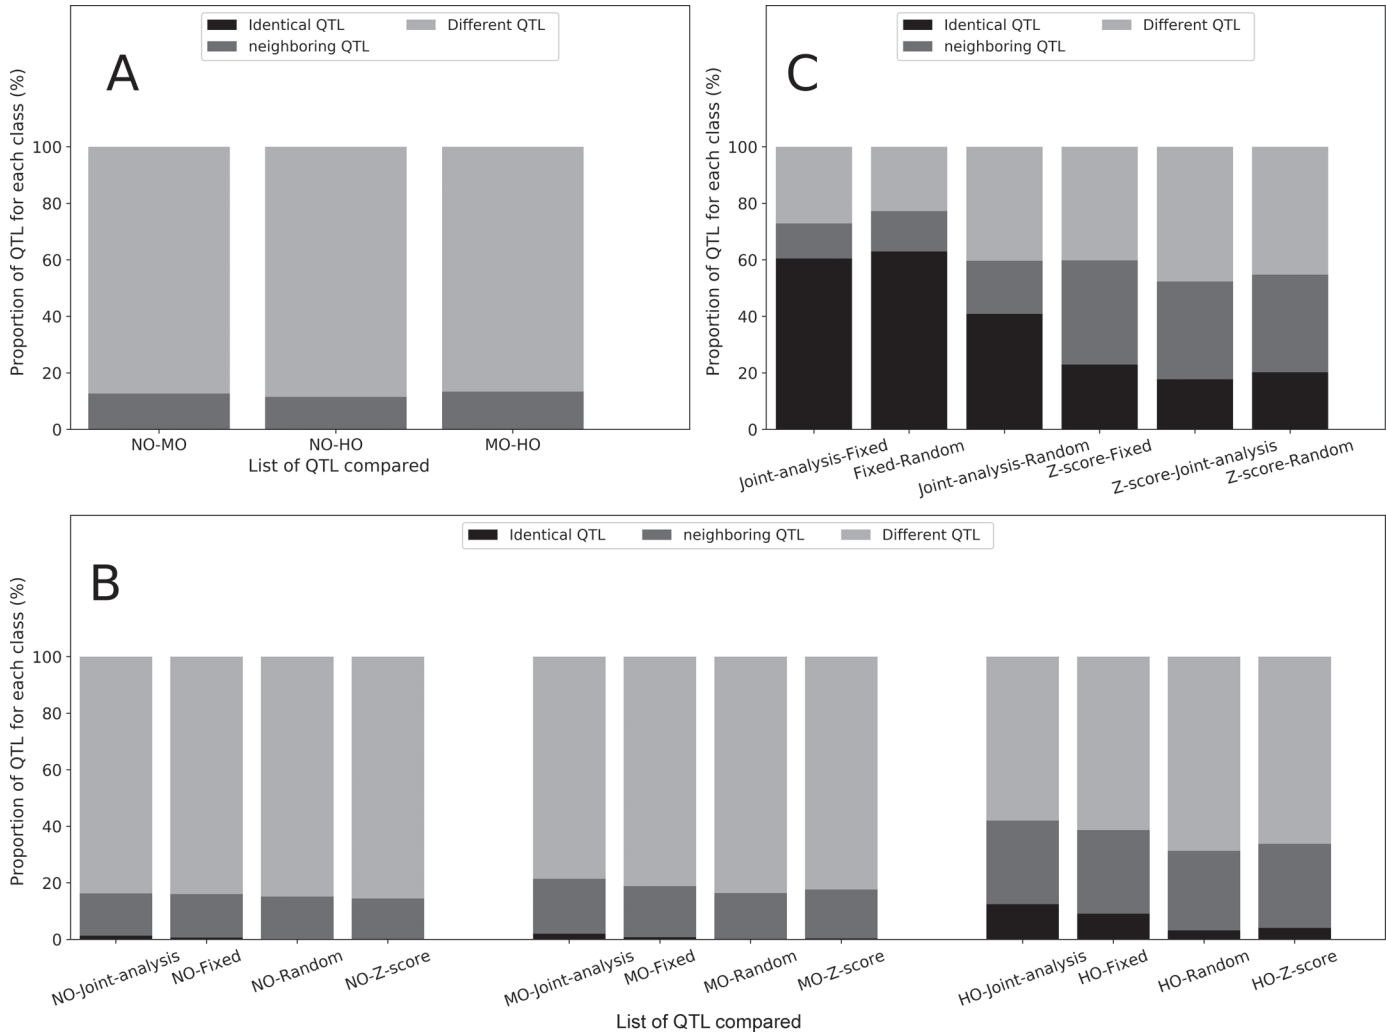 A
Identical QTL
neighboring QTL
Different QTL
Proportion of QTL for each class (%)
100
80
60
40
20
0
NO-MO
NO-HO
MO-HO
List of QTL compared
C
Identical QTL
neighboring QTL
Different QTL
Proportion of QTL for each class (%)
100
80
60
40
20
0
Joint-analysis-Fixed
Fixed-Random
Joint-analysis-Random
Z-score-Fixed
Z-score-Joint-analysis
Z-score-Random
B
Identical QTL
neighboring QTL
Different QTL
Proportion of QTL for each class (%)
100
80
60
40
20
0
NO-Joint-analysis
NO-Fixed
NO-Random
NO-Z-score
MO-Joint-analysis
MO-Fixed
MO-Random
MO-Z-score
HO-Joint-analysis
HO-Fixed
HO-Random
HO-Z-score
List of QTL compared